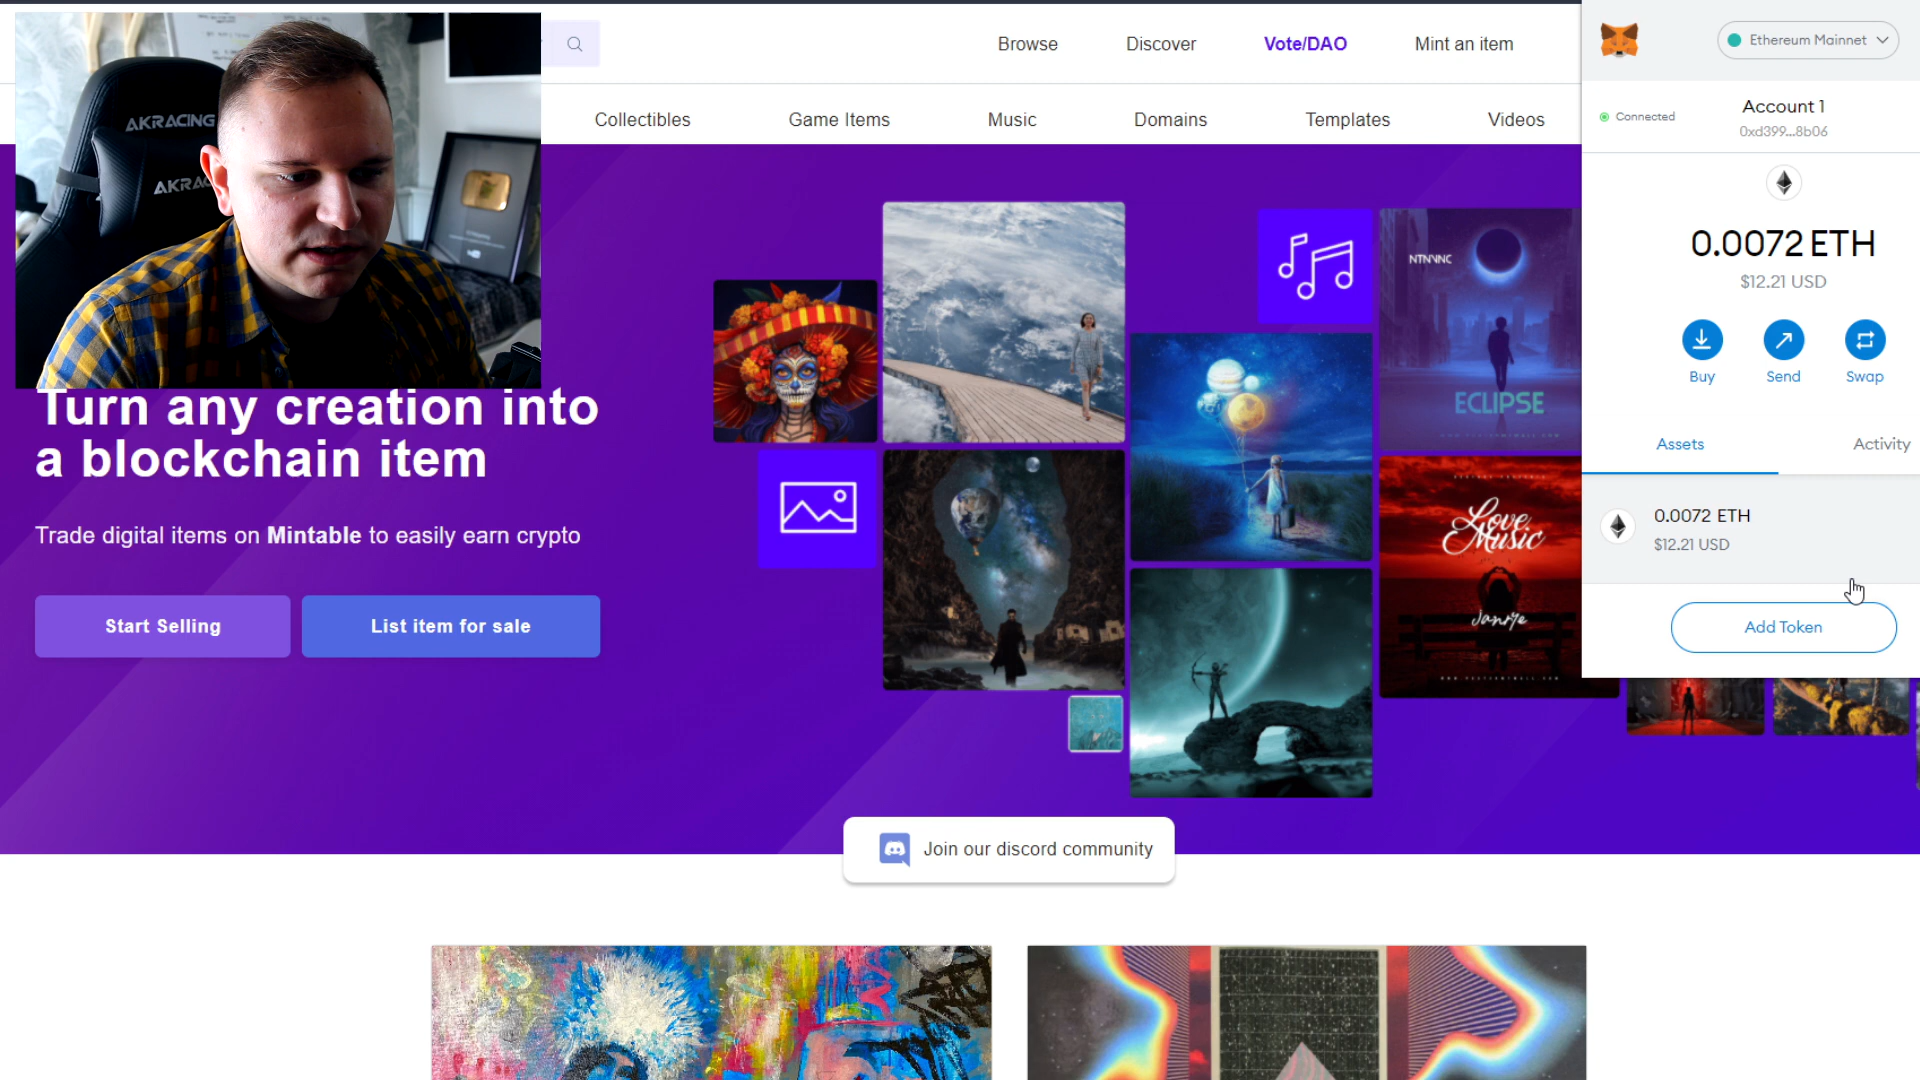 Browse
Discover
Vote/DAO
Mint an item
Ethereum Mainnet
Collectibles
Game Items
Music
Domains
Templates
Videos
Connected
Account 1
0xd399...8b06
AKRACING
AKRA
0.0072 ETH
$12.21 USD
Buy
Send
Swap
Assets
Activity
0.0072 ETH
$12.21 USD
Add Token
NTNVNC
ECLIPSE
Love Music
janrye
Turn any creation into
a blockchain item
Trade digital items on Mintable to easily earn crypto
Start Selling
List item for sale
Join our discord community